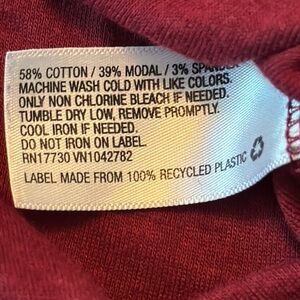 58% COTTON / 39% MODAL / 3% SPANDEX
MACHINE WASH COLD WITH LIKE COLORS.
ONLY NON CHLORINE BLEACH IF NEEDED.
TUMBLE DRY LOW, REMOVE PROMPTLY.
COOL IRON IF NEEDED.
DO NOT IRON ON LABEL.
RN17730 VN1042782
LABEL MADE FROM 100% RECYCLED PLASTIC